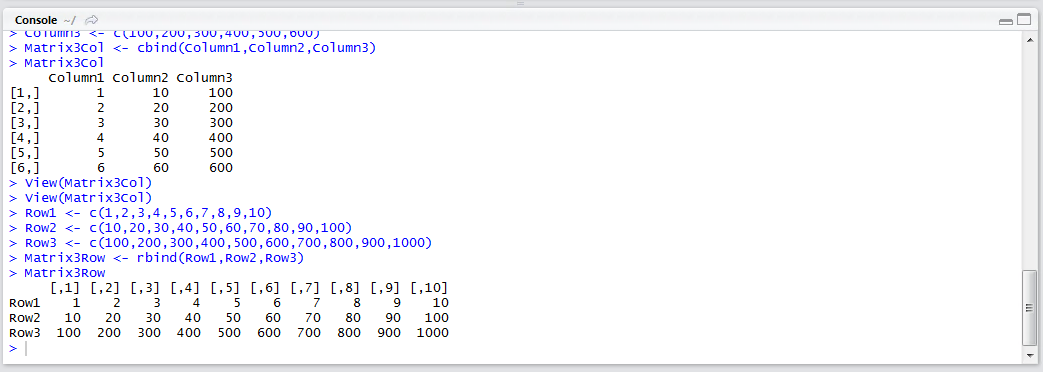 Console ~/
> Column3 <- c(100,200,300,400,500,600)
> Matrix3Col <- cbind(Column1,Column2,Column3)
> Matrix3Col
     Column1 Column2 Column3
[1,]       1      10     100
[2,]       2      20     200
[3,]       3      30     300
[4,]       4      40     400
[5,]       5      50     500
[6,]       6      60     600
> View(Matrix3Col)
> View(Matrix3Col)
> Row1 <- c(1,2,3,4,5,6,7,8,9,10)
> Row2 <- c(10,20,30,40,50,60,70,80,90,100)
> Row3 <- c(100,200,300,400,500,600,700,800,900,1000)
> Matrix3Row <- rbind(Row1,Row2,Row3)
> Matrix3Row
     [,1] [,2] [,3] [,4] [,5] [,6] [,7] [,8] [,9] [,10]
Row1    1    2    3    4    5    6    7    8    9    10
Row2   10   20   30   40   50   60   70   80   90   100
Row3  100  200  300  400  500  600  700  800  900  1000
>